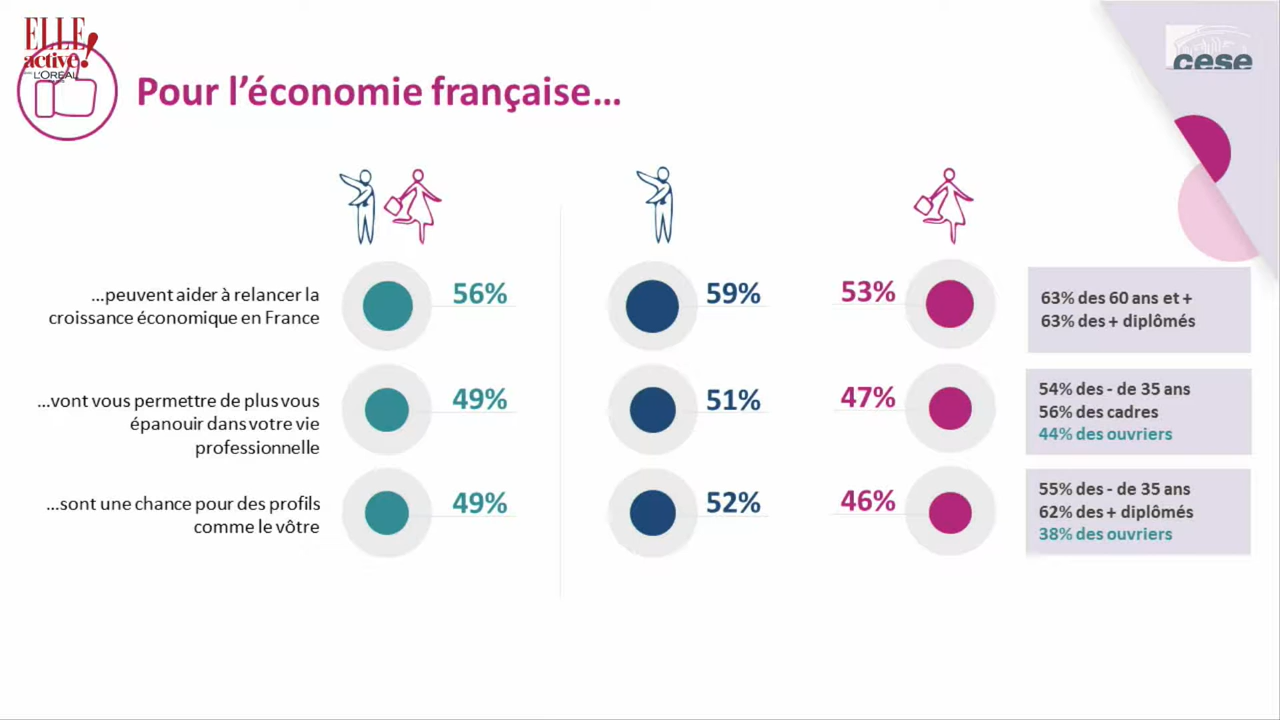 ELLE
active!
L'ORÉAL
cese
Pour l'économie française...
...peuvent aider à relancer la
croissance économique en France
56%
59%
53%
63% des 60 ans et +
63% des + diplômés
...vont vous permettre de plus vous
épanouir dans votre vie
professionnelle
49%
51%
47%
54% des - de 35 ans
56% des cadres
44% des ouvriers
...sont une chance pour des profils
comme le vôtre
49%
52%
46%
55% des - de 35 ans
62% des + diplômés
38% des ouvriers